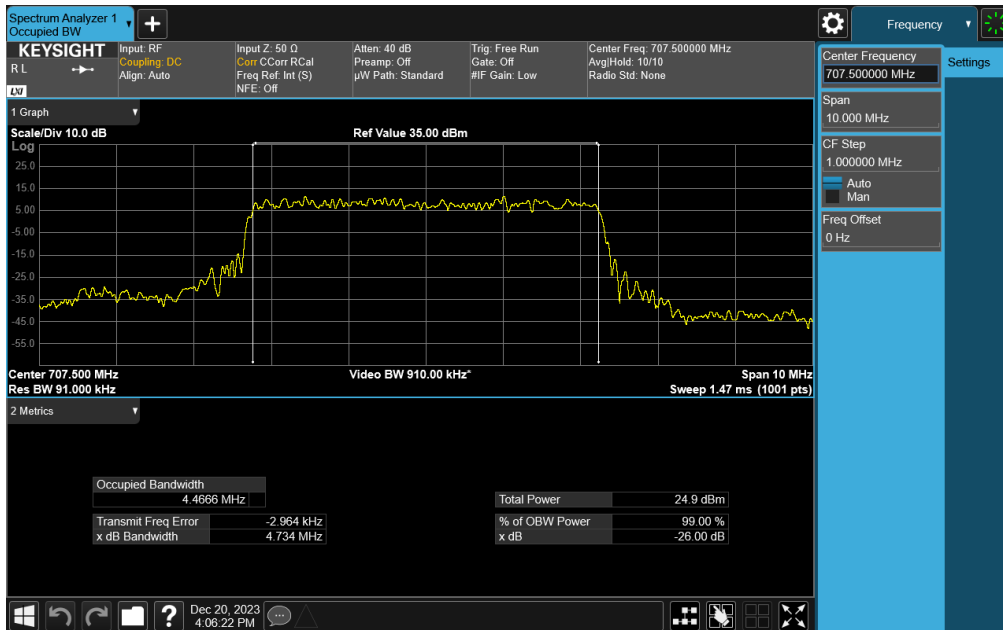 Spectrum Analyzer 1
Occupied BW
Frequency
KEYSIGHT
R L
LXI
Input: RF
Coupling: DC
Align: Auto
Input Z: 50 Ω
Corr CCorr RCal
Freq Ref: Int (S)
NFE: Off
Atten: 40 dB
Preamp: Off
µW Path: Standard
Trig: Free Run
Gate: Off
#IF Gain: Low
Center Freq: 707.500000 MHz
Avg|Hold: 10/10
Radio Std: None
Center Frequency
707.500000 MHz
Settings
Span
10.000 MHz
CF Step
1.000000 MHz
Auto
Man
Freq Offset
0 Hz
1 Graph
Scale/Div 10.0 dB
Ref Value 35.00 dBm
Log
25.0
15.0
5.00
-5.00
-15.0
-25.0
-35.0
-45.0
-55.0
Center 707.500 MHz
Video BW 910.00 kHz*
Span 10 MHz
Res BW 91.000 kHz
Sweep 1.47 ms (1001 pts)
2 Metrics
Occupied Bandwidth
4.4666 MHz
Transmit Freq Error -2.964 kHz
x dB Bandwidth 4.734 MHz
Total Power 24.9 dBm
% of OBW Power 99.00 %
x dB -26.00 dB
?
Dec 20, 2023
4:06:22 PM